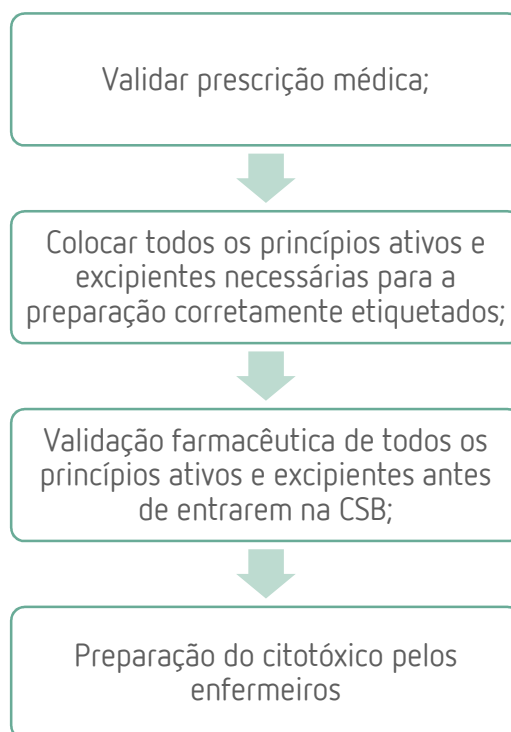 Validar prescrição médica;
Colocar todos os princípios ativos e
excipientes necessárias para a
preparação corretamente etiquetados;
Validação farmacêutica de todos os
princípios ativos e excipientes antes
de entrarem na CSB;
Preparação do citotóxico pelos
enfermeiros